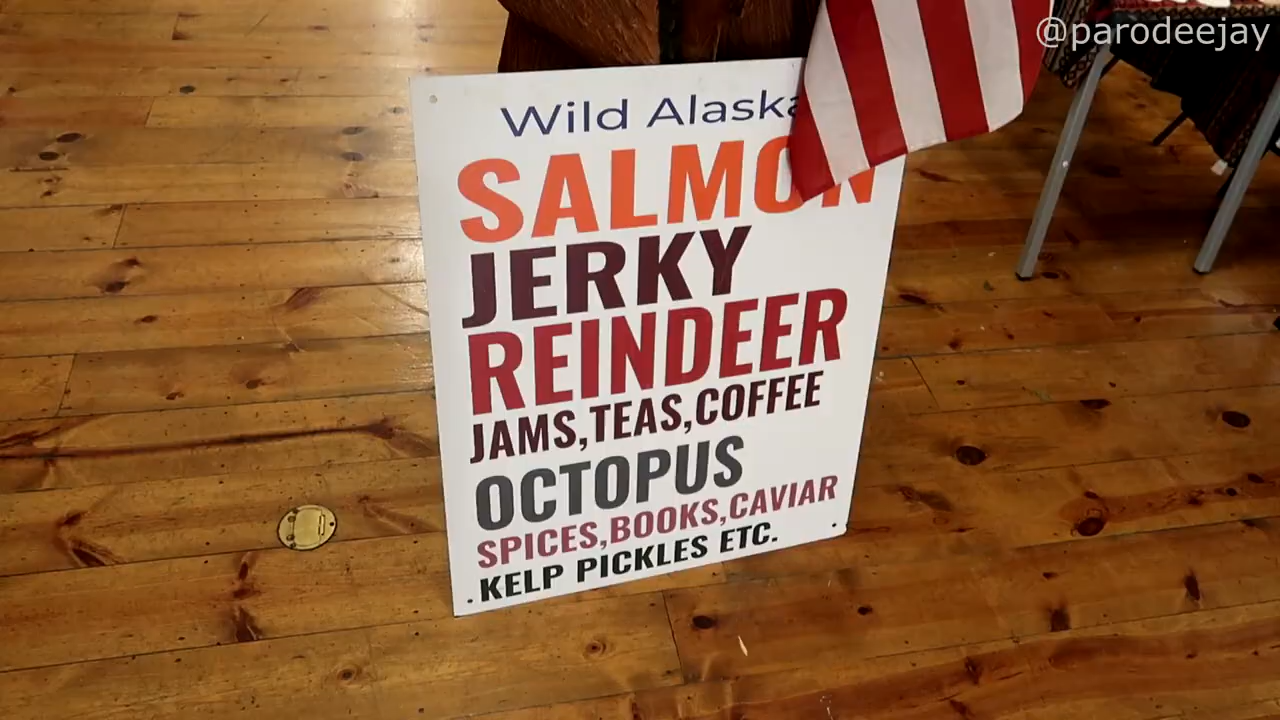 @parodeejay
Wild Alaska
SALMON
JERKY
REINDEER
JAMS,TEAS,COFFEE
OCTOPUS
SPICES,BOOKS,CAVIAR
KELP PICKLES ETC.